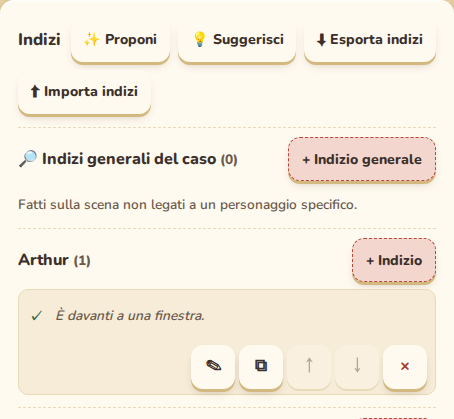 Indizi ✨ Proponi 💡 Suggerisci ⬇ Esporta indizi
⬆ Importa indizi
🔎 Indizi generali del caso (0) + Indizio generale
Fatti sulla scena non legati a un personaggio specifico.
Arthur (1) + Indizio
✓ È davanti a una finestra.
✎ ⧉ ↑ ↓ ×